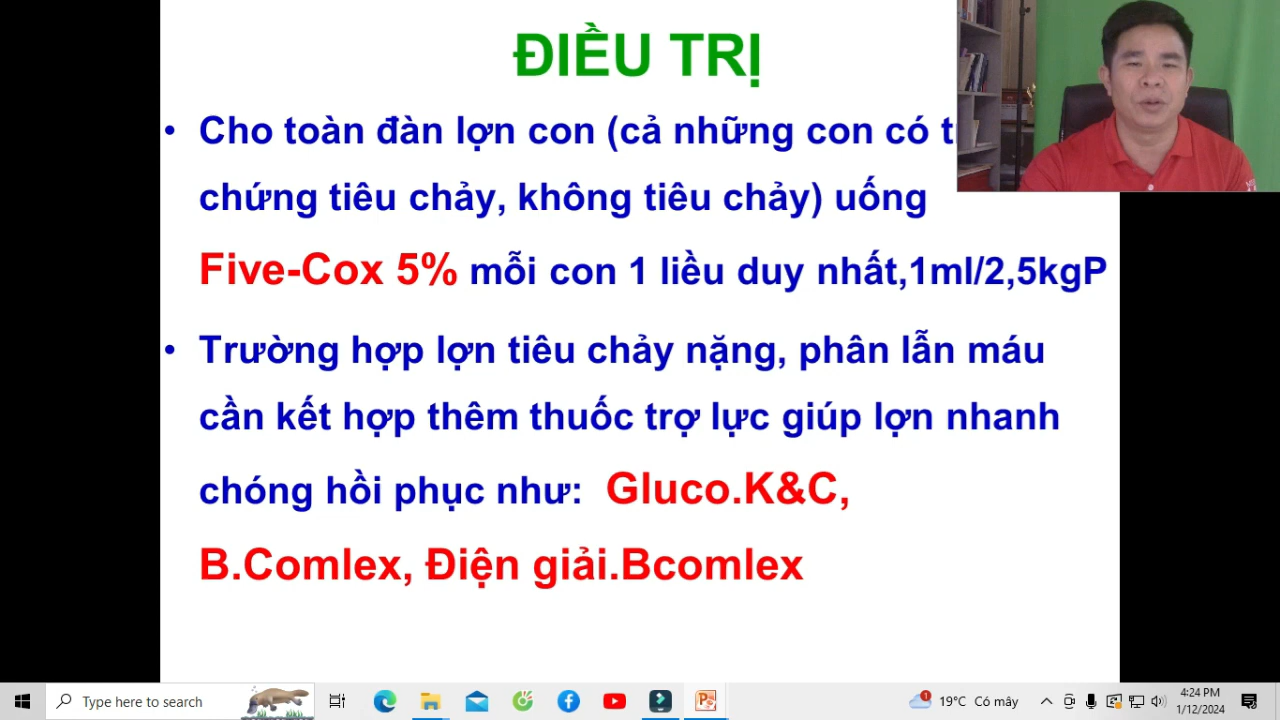 ĐIỀU TRỊ
• Cho toàn đàn lợn con (cả những con có
chứng tiêu chảy, không tiêu chảy) uống
Five-Cox 5% mỗi con 1 liều duy nhất,1ml/2,5kgP
• Trường hợp lợn tiêu chảy nặng, phân lẫn máu
cần kết hợp thêm thuốc trợ lực giúp lợn nhanh
chóng hồi phục như: Gluco.K&C,
B.Comlex, Điện giải.Bcomlex
Type here to search
19°C Có mây
4:24 PM
1/12/2024